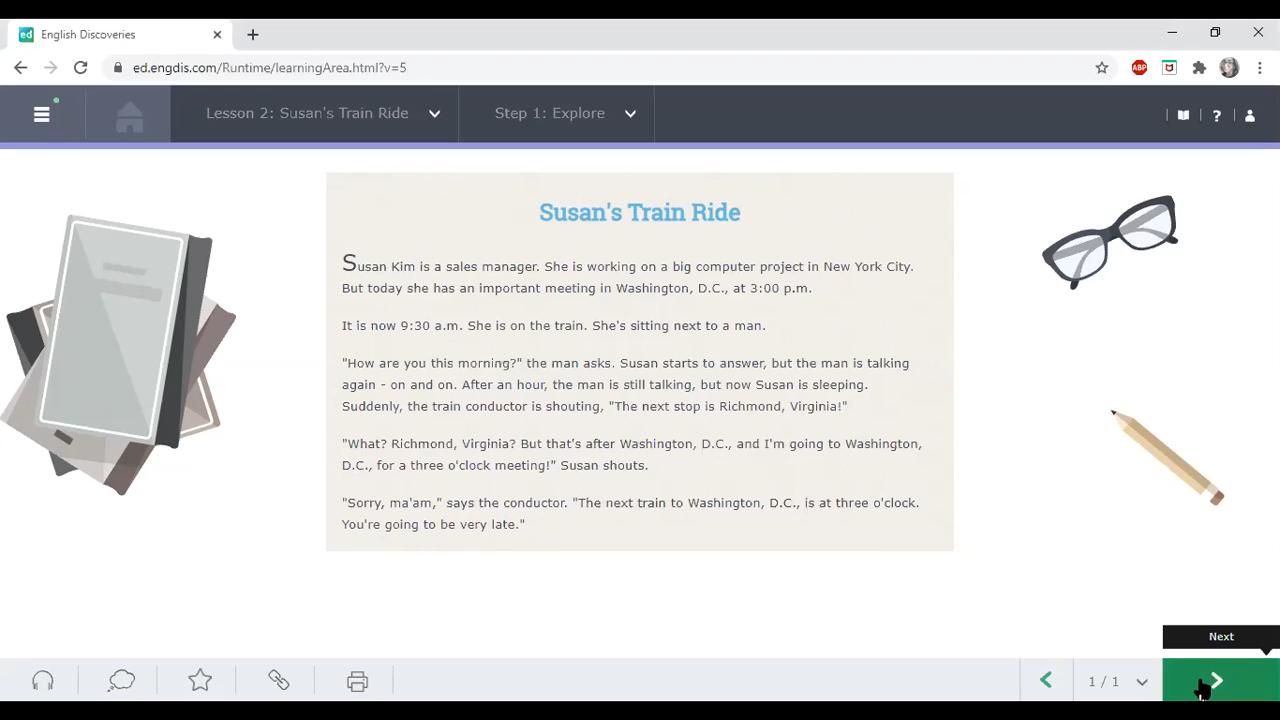 ed English Discoveries
ed.engdis.com/Runtime/learningArea.html?v=5
ABP
Lesson 2: Susan's Train Ride
Step 1: Explore
?
Susan's Train Ride
Susan Kim is a sales manager. She is working on a big computer project in New York City.
But today she has an important meeting in Washington, D.C., at 3:00 p.m.
It is now 9:30 a.m. She is on the train. She's sitting next to a man.
"How are you this morning?" the man asks. Susan starts to answer, but the man is talking
again - on and on. After an hour, the man is still talking, but now Susan is sleeping.
Suddenly, the train conductor is shouting, "The next stop is Richmond, Virginia!"
"What? Richmond, Virginia? But that's after Washington, D.C., and I'm going to Washington,
D.C., for a three o'clock meeting!" Susan shouts.
"Sorry, ma'am," says the conductor. "The next train to Washington, D.C., is at three o'clock.
You're going to be very late."
Next
1 / 1